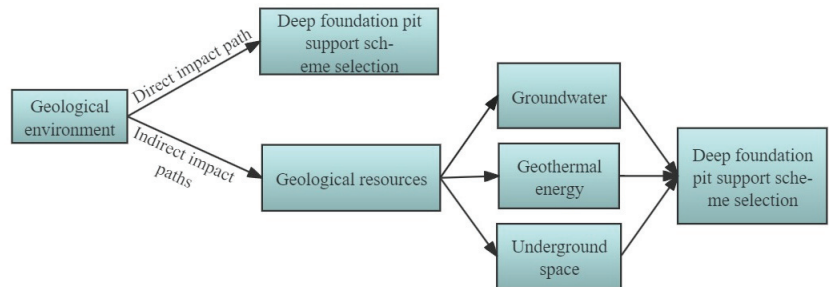 Deep foundation pit
support sch-
eme selection
Direct impact path
Geological
environment
Indirect impact
paths
Geological resources
Groundwater
Geothermal
energy
Underground
space
Deep foundation
pit support sche-
me selection